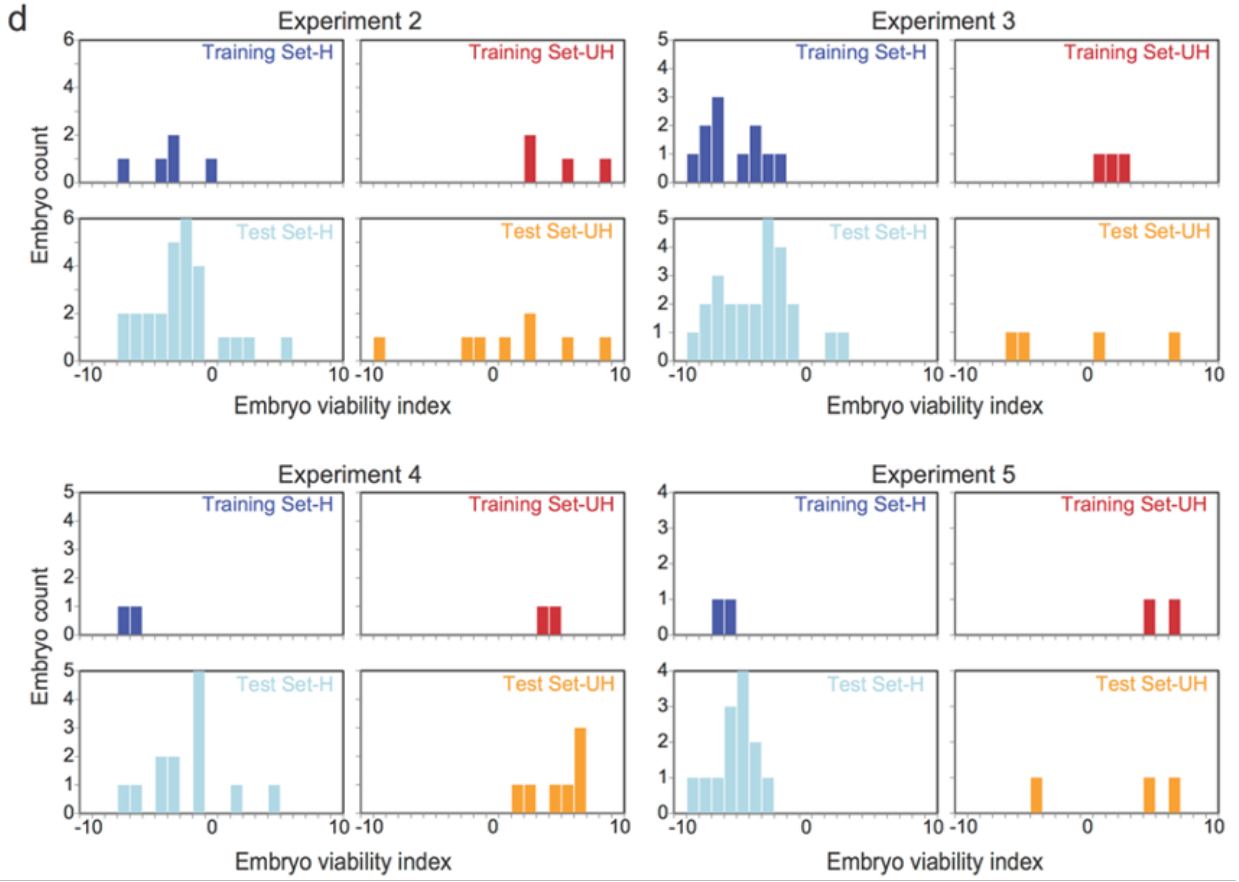 d
Experiment 2
Experiment 3
6
4
2
0
Training Set-H
Training Set-UH
5
4
3
2
1
0
Training Set-H
Training Set-UH
Embryo count
6
4
2
0
Test Set-H
Test Set-UH
5
4
3
2
1
0
Test Set-H
Test Set-UH
-10 0 10 -10 0 10 -10 0 10 -10 0 10
Embryo viability index
Embryo viability index
Experiment 4
Experiment 5
5
4
3
2
1
0
Training Set-H
Training Set-UH
4
3
2
1
0
Training Set-H
Training Set-UH
Embryo count
5
4
3
2
1
0
Test Set-H
Test Set-UH
4
3
2
1
0
Test Set-H
Test Set-UH
-10 0 10 -10 0 10 -10 0 10 -10 0 10
Embryo viability index
Embryo viability index